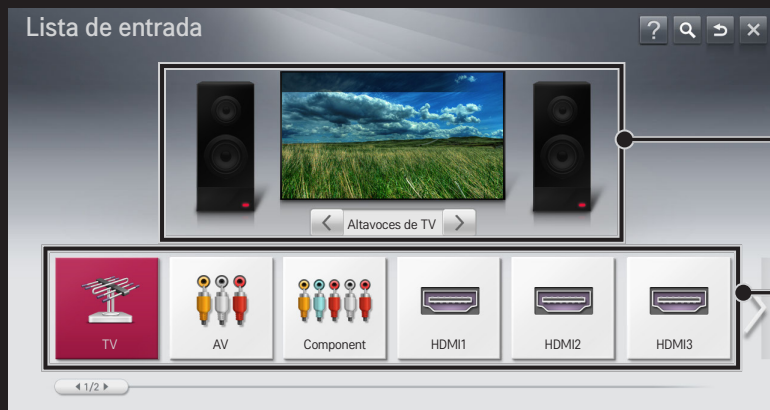 Lista de entrada
?
Altavoces de TV
TV
AV
Component
HDMI1
HDMI2
HDMI3
1/2